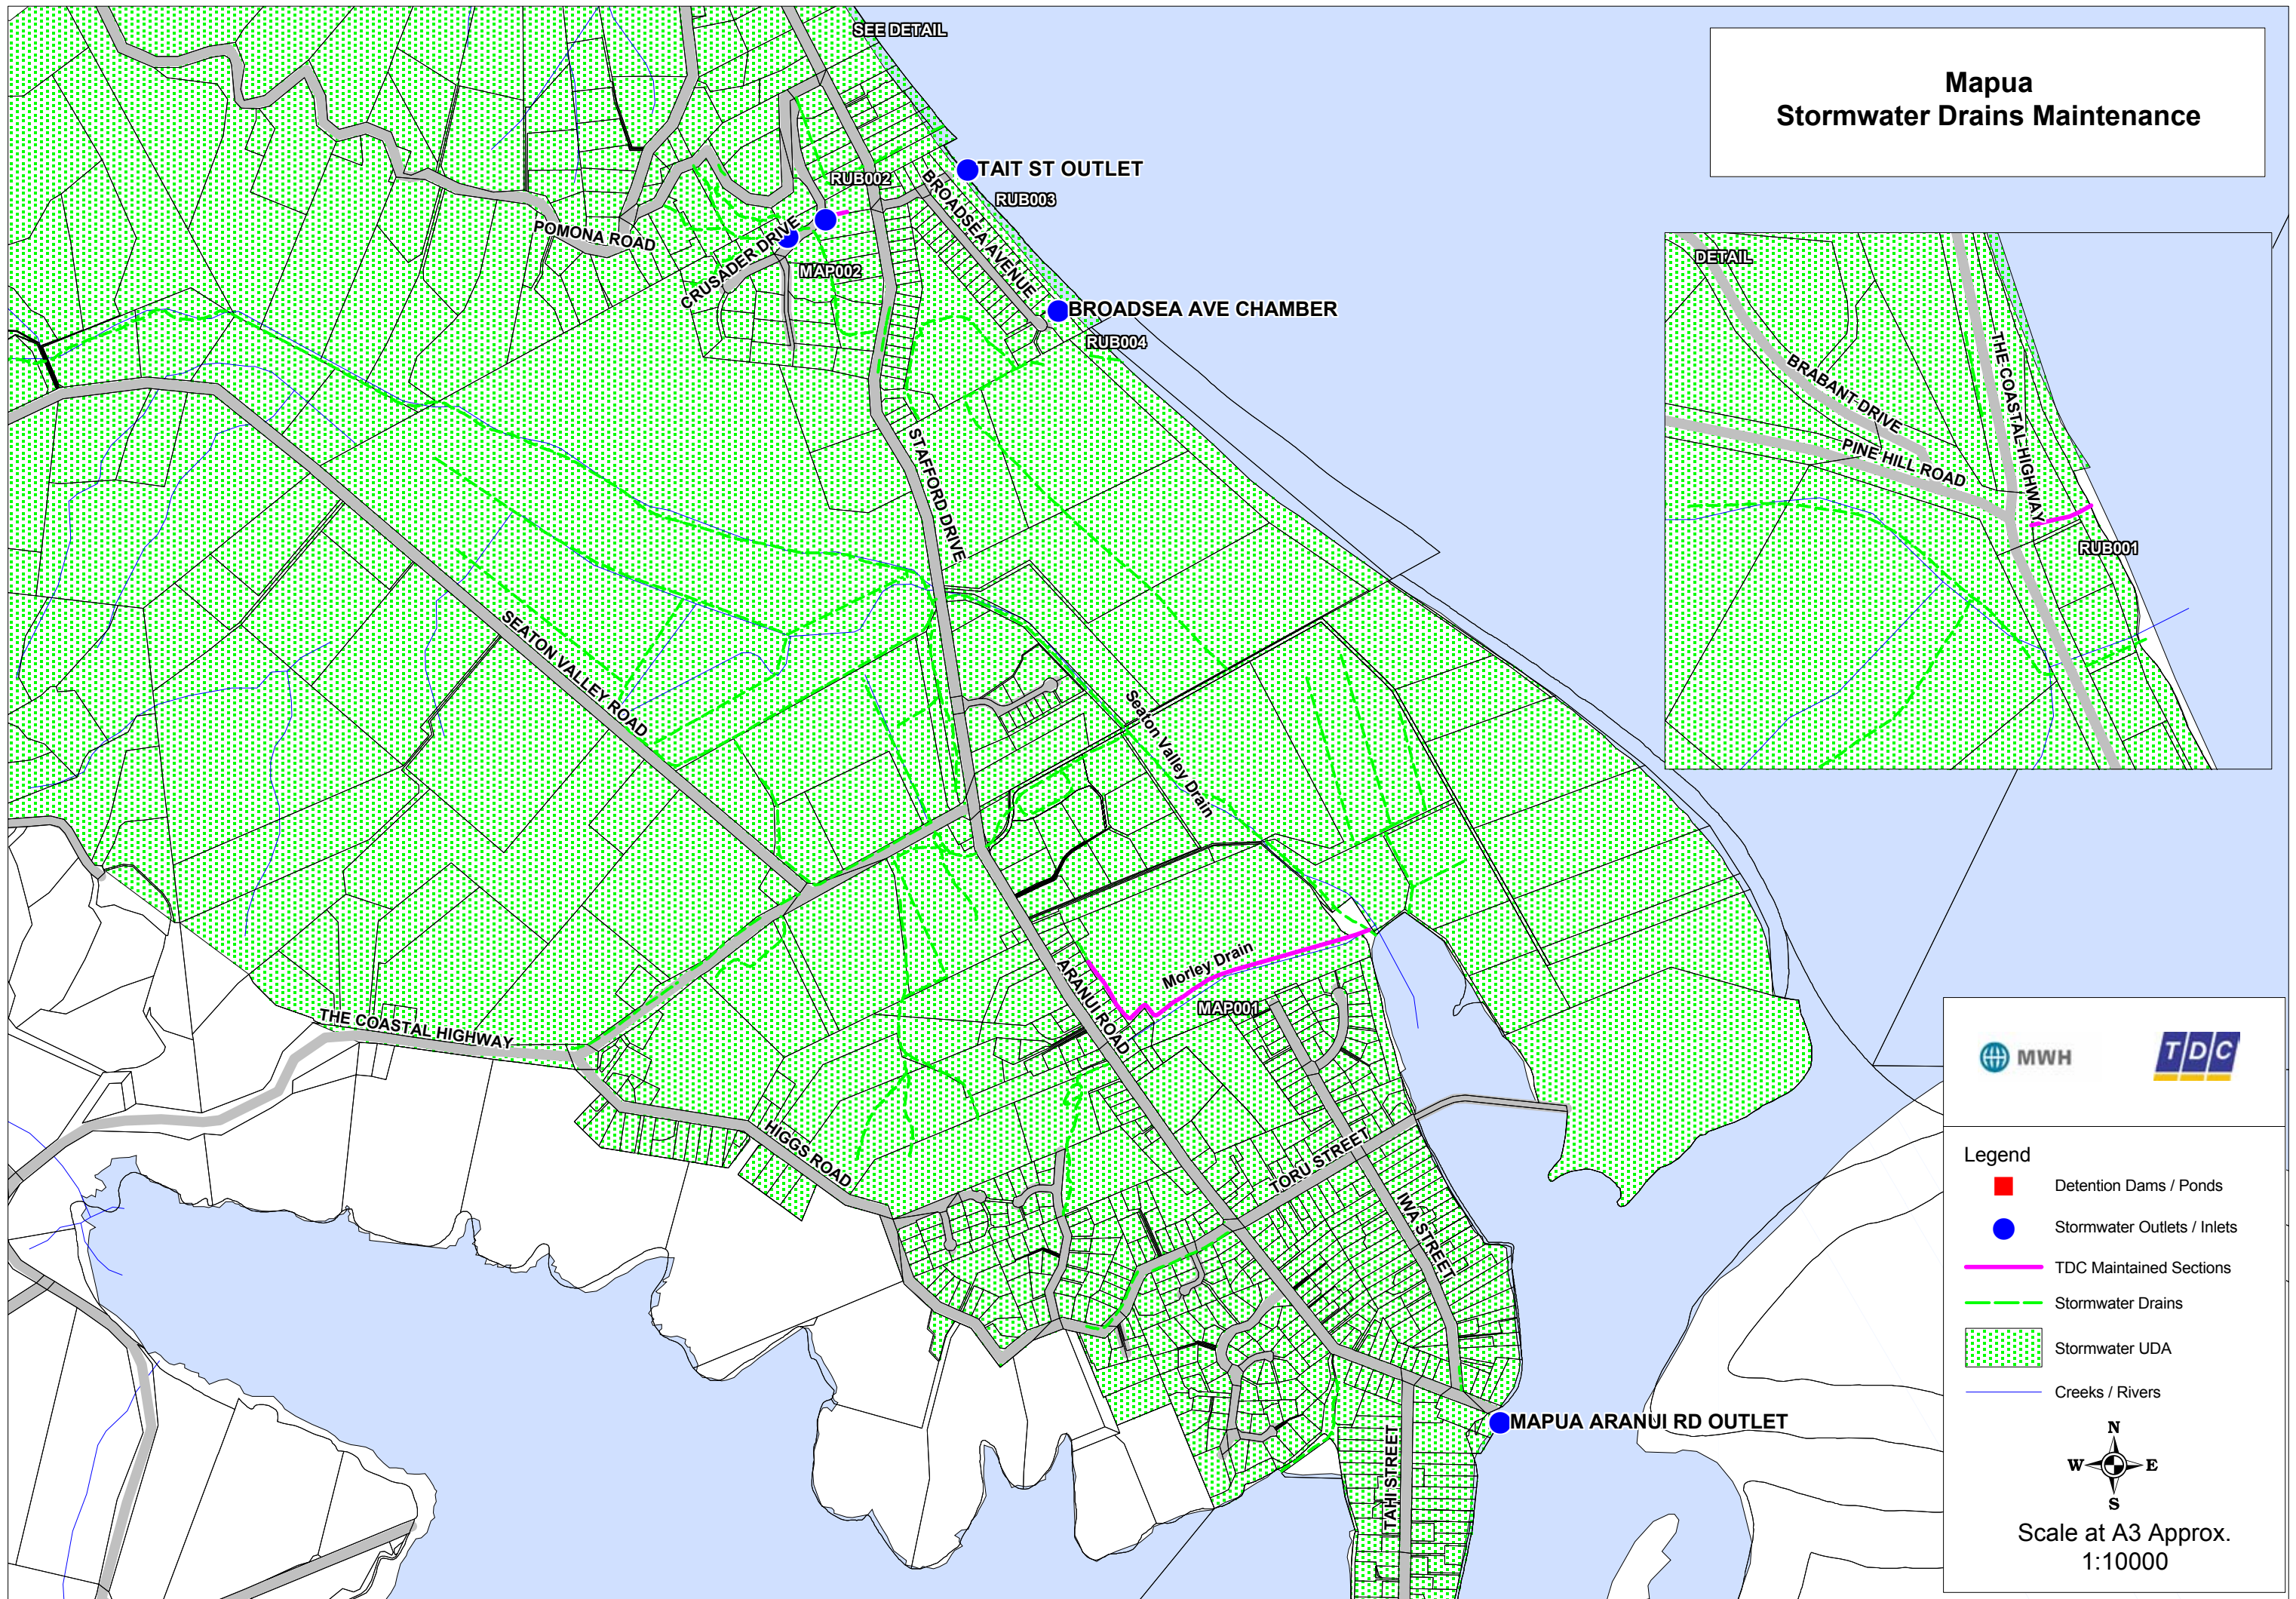 SEE DETAIL
Mapua
Stormwater Drains Maintenance
TAIT ST OUTLET
RUB002
RUB003
BROADSEA AVENUE
POMONA ROAD
CRUSADER DRIVE
MAP002
BROADSEA AVE CHAMBER
RUB004
STAFFORD DRIVE
SEATON VALLEY ROAD
Seaton Valley Drain
DETAIL
BRABANT DRIVE
PINE HILL ROAD
THE COASTAL HIGHWAY
RUB001
Morley Drain
MAP001
ARANUI ROAD
THE COASTAL HIGHWAY
HIGGS ROAD
TORU STREET
IWA STREET
MAPUA ARANUI RD OUTLET
TAHI STREET
MWH
TDC
Legend
Detention Dams / Ponds
Stormwater Outlets / Inlets
TDC Maintained Sections
Stormwater Drains
Stormwater UDA
Creeks / Rivers
N
W E
S
Scale at A3 Approx.
1:10000